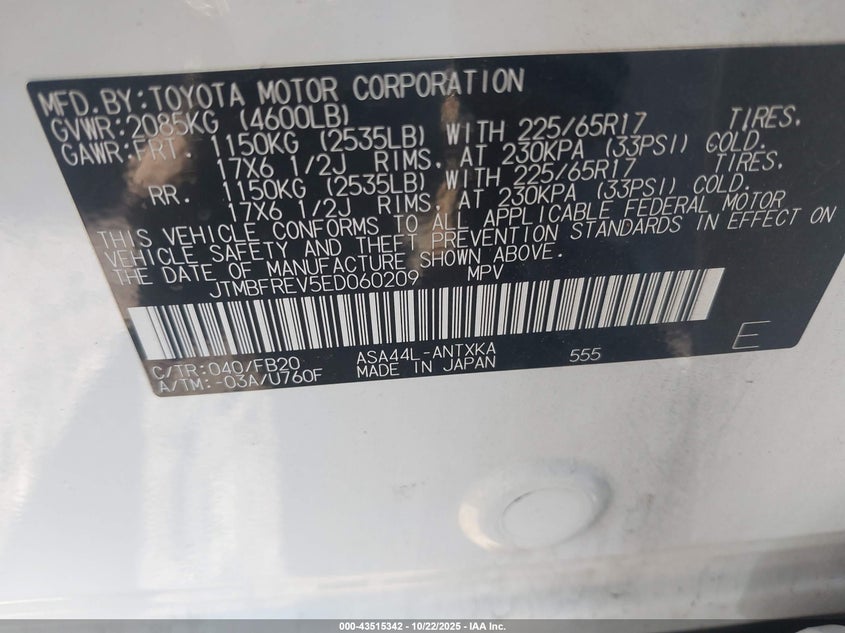 MFD.BY:TOYOTA MOTOR CORPORATION
GVWR:2085KG (4600LB)
GAWR:FRT. 1150KG (2535LB) WITH 225/65R17 TIRES.
17X6 1/2J RIMS. AT 230KPA (33PSI) COLD.
RR. 1150KG (2535LB) WITH 225/65R17 TIRES.
17X6 1/2J RIMS. AT 230KPA (33PSI) COLD.
THIS VEHICLE CONFORMS TO ALL APPLICABLE FEDERAL MOTOR
VEHICLE SAFETY AND THEFT PREVENTION STANDARDS IN EFFECT ON
THE DATE OF MANUFACTURE SHOWN ABOVE.
JTMBFREV5ED060209 MPV
C/TR:040/FB20 ASA44L-ANTXKA 555 E
A/TM:-03A/U760F MADE IN JAPAN
000-43515342 | 10/22/2025 | IAA Inc.